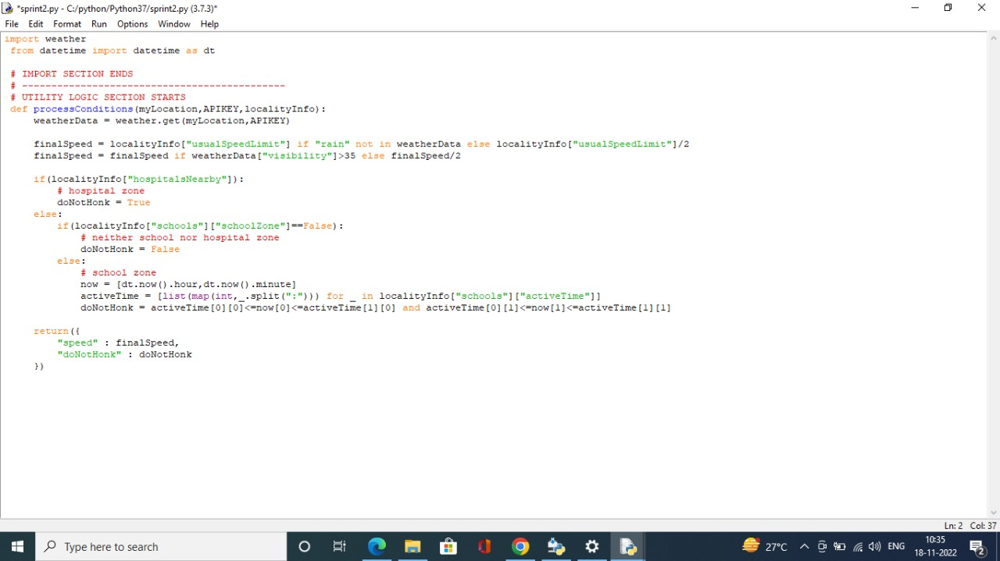 *sprint2.py - C:/python/Python37/sprint2.py (3.7.3)*
File Edit Format Run Options Window Help
import weather
 from datetime import datetime as dt

 # IMPORT SECTION ENDS
 # ---------------------------------------------
 # UTILITY LOGIC SECTION STARTS
 def processConditions(myLocation,APIKEY,localityInfo):
     weatherData = weather.get(myLocation,APIKEY)

     finalSpeed = localityInfo["usualSpeedLimit"] if "rain" not in weatherData else localityInfo["usualSpeedLimit"]/2
     finalSpeed = finalSpeed if weatherData["visibility"]>35 else finalSpeed/2

     if(localityInfo["hospitalsNearby"]):
         # hospital zone
         doNotHonk = True
     else:
         if(localityInfo["schools"]["schoolZone"]==False):
             # neither school nor hospital zone
             doNotHonk = False
         else:
             # school zone
             now = [dt.now().hour,dt.now().minute]
             activeTime = [list(map(int,_.split(":"))) for _ in localityInfo["schools"]["activeTime"]]
             doNotHonk = activeTime[0][0]<=now[0]<=activeTime[1][0] and activeTime[0][1]<=now[1]<=activeTime[1][1]

     return({
         "speed" : finalSpeed,
         "doNotHonk" : doNotHonk
     })
Ln: 2 Col: 37
Type here to search
27°C
ENG
10:35
18-11-2022
2